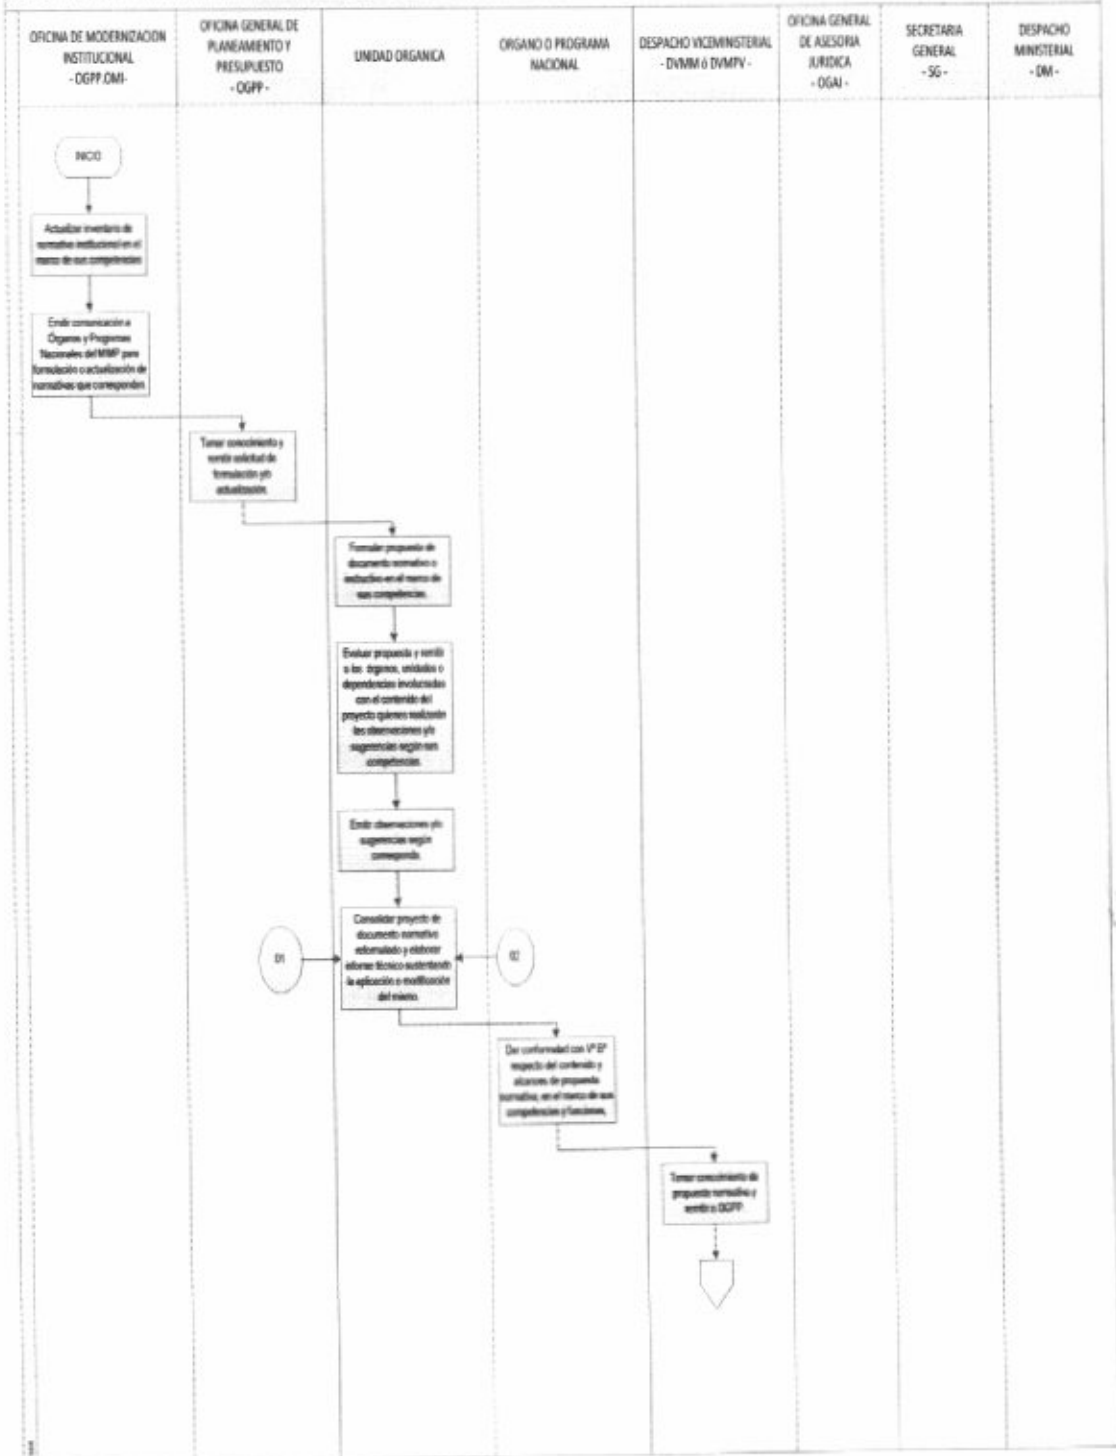 OFICINA DE MODERNIZACION
INSTITUCIONAL
- OGPP.OMI-
OFICINA GENERAL DE
PLANEAMIENTO Y
PRESUPUESTO
- OGPP -
UNIDAD ORGANICA
ORGANO O PROGRAMA
NACIONAL
DESPACHO VICEMINISTERIAL
- DVMM ó DVMPV -
OFICINA GENERAL
DE ASESORIA
JURIDICA
- OGAJ -
SECRETARIA
GENERAL
- SG -
DESPACHO
MINISTERIAL
- DM -
INICIO
Actualizar inventario de
normativa institucional en el
marco de sus competencias
Emitir comunicación a
Órganos y Programas
Nacionales del MIMP para
formulación o actualización de
normativas que correspondan
Tomar conocimiento y
remitir solicitud de
formulación y/o
actualización.
Formular propuesta de
documento normativo o
instructivo en el marco de
sus competencias.
Evaluar propuesta y remitir
a los órganos, unidades o
dependencias involucradas
con el contenido del
proyecto quienes realizarán
las observaciones y/o
sugerencias según sus
competencias.
Emitir observaciones y/o
sugerencias según
corresponda.
Consolidar proyecto de
documento normativo
reformulado y elaborar
informe técnico sustentando
la aplicación o modificación
del mismo.
01
02
Dar conformidad con Vº Bº
respecto del contenido y
alcances de propuesta
normativa, en el marco de sus
competencias y funciones,
Tomar conocimiento de
propuesta normativa y
remitir a OGPP